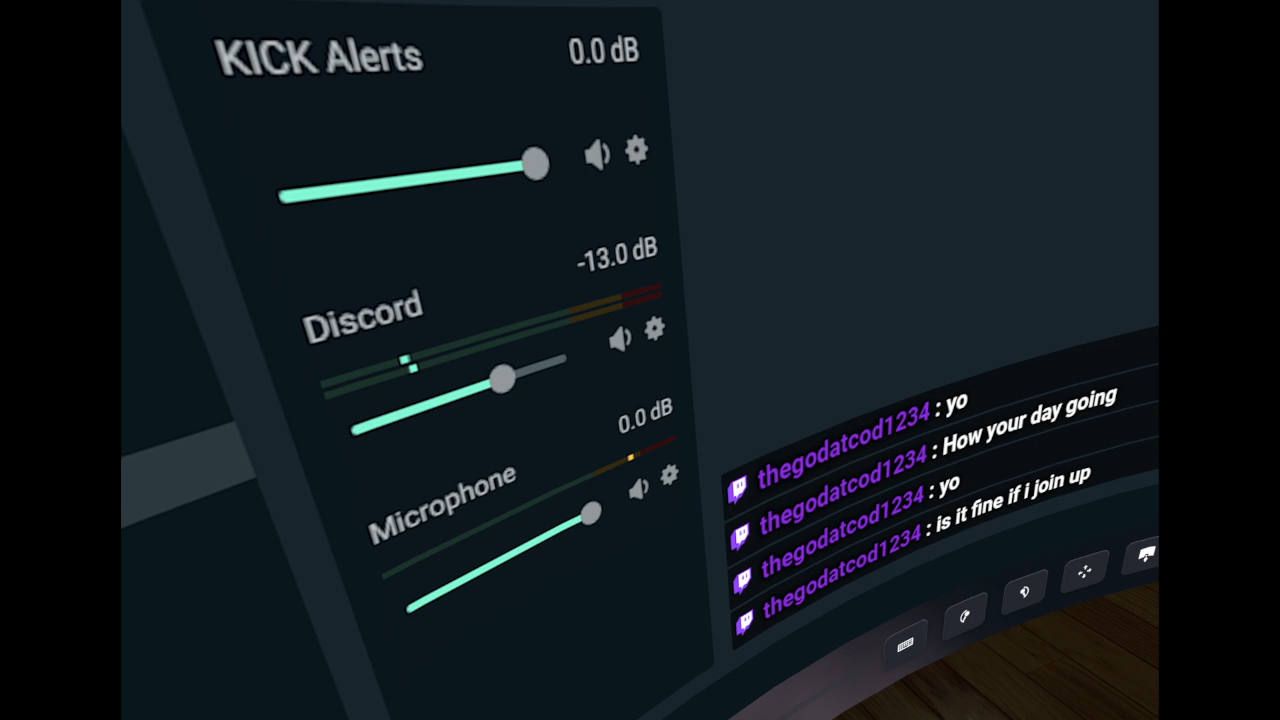 KICK Alerts 0.0 dB
-13.0 dB
Discord
0.0 dB
Microphone
thegodatcod1234 : yo
thegodatcod1234 : How your day going
thegodatcod1234 : yo
thegodatcod1234 : is it fine if i join up